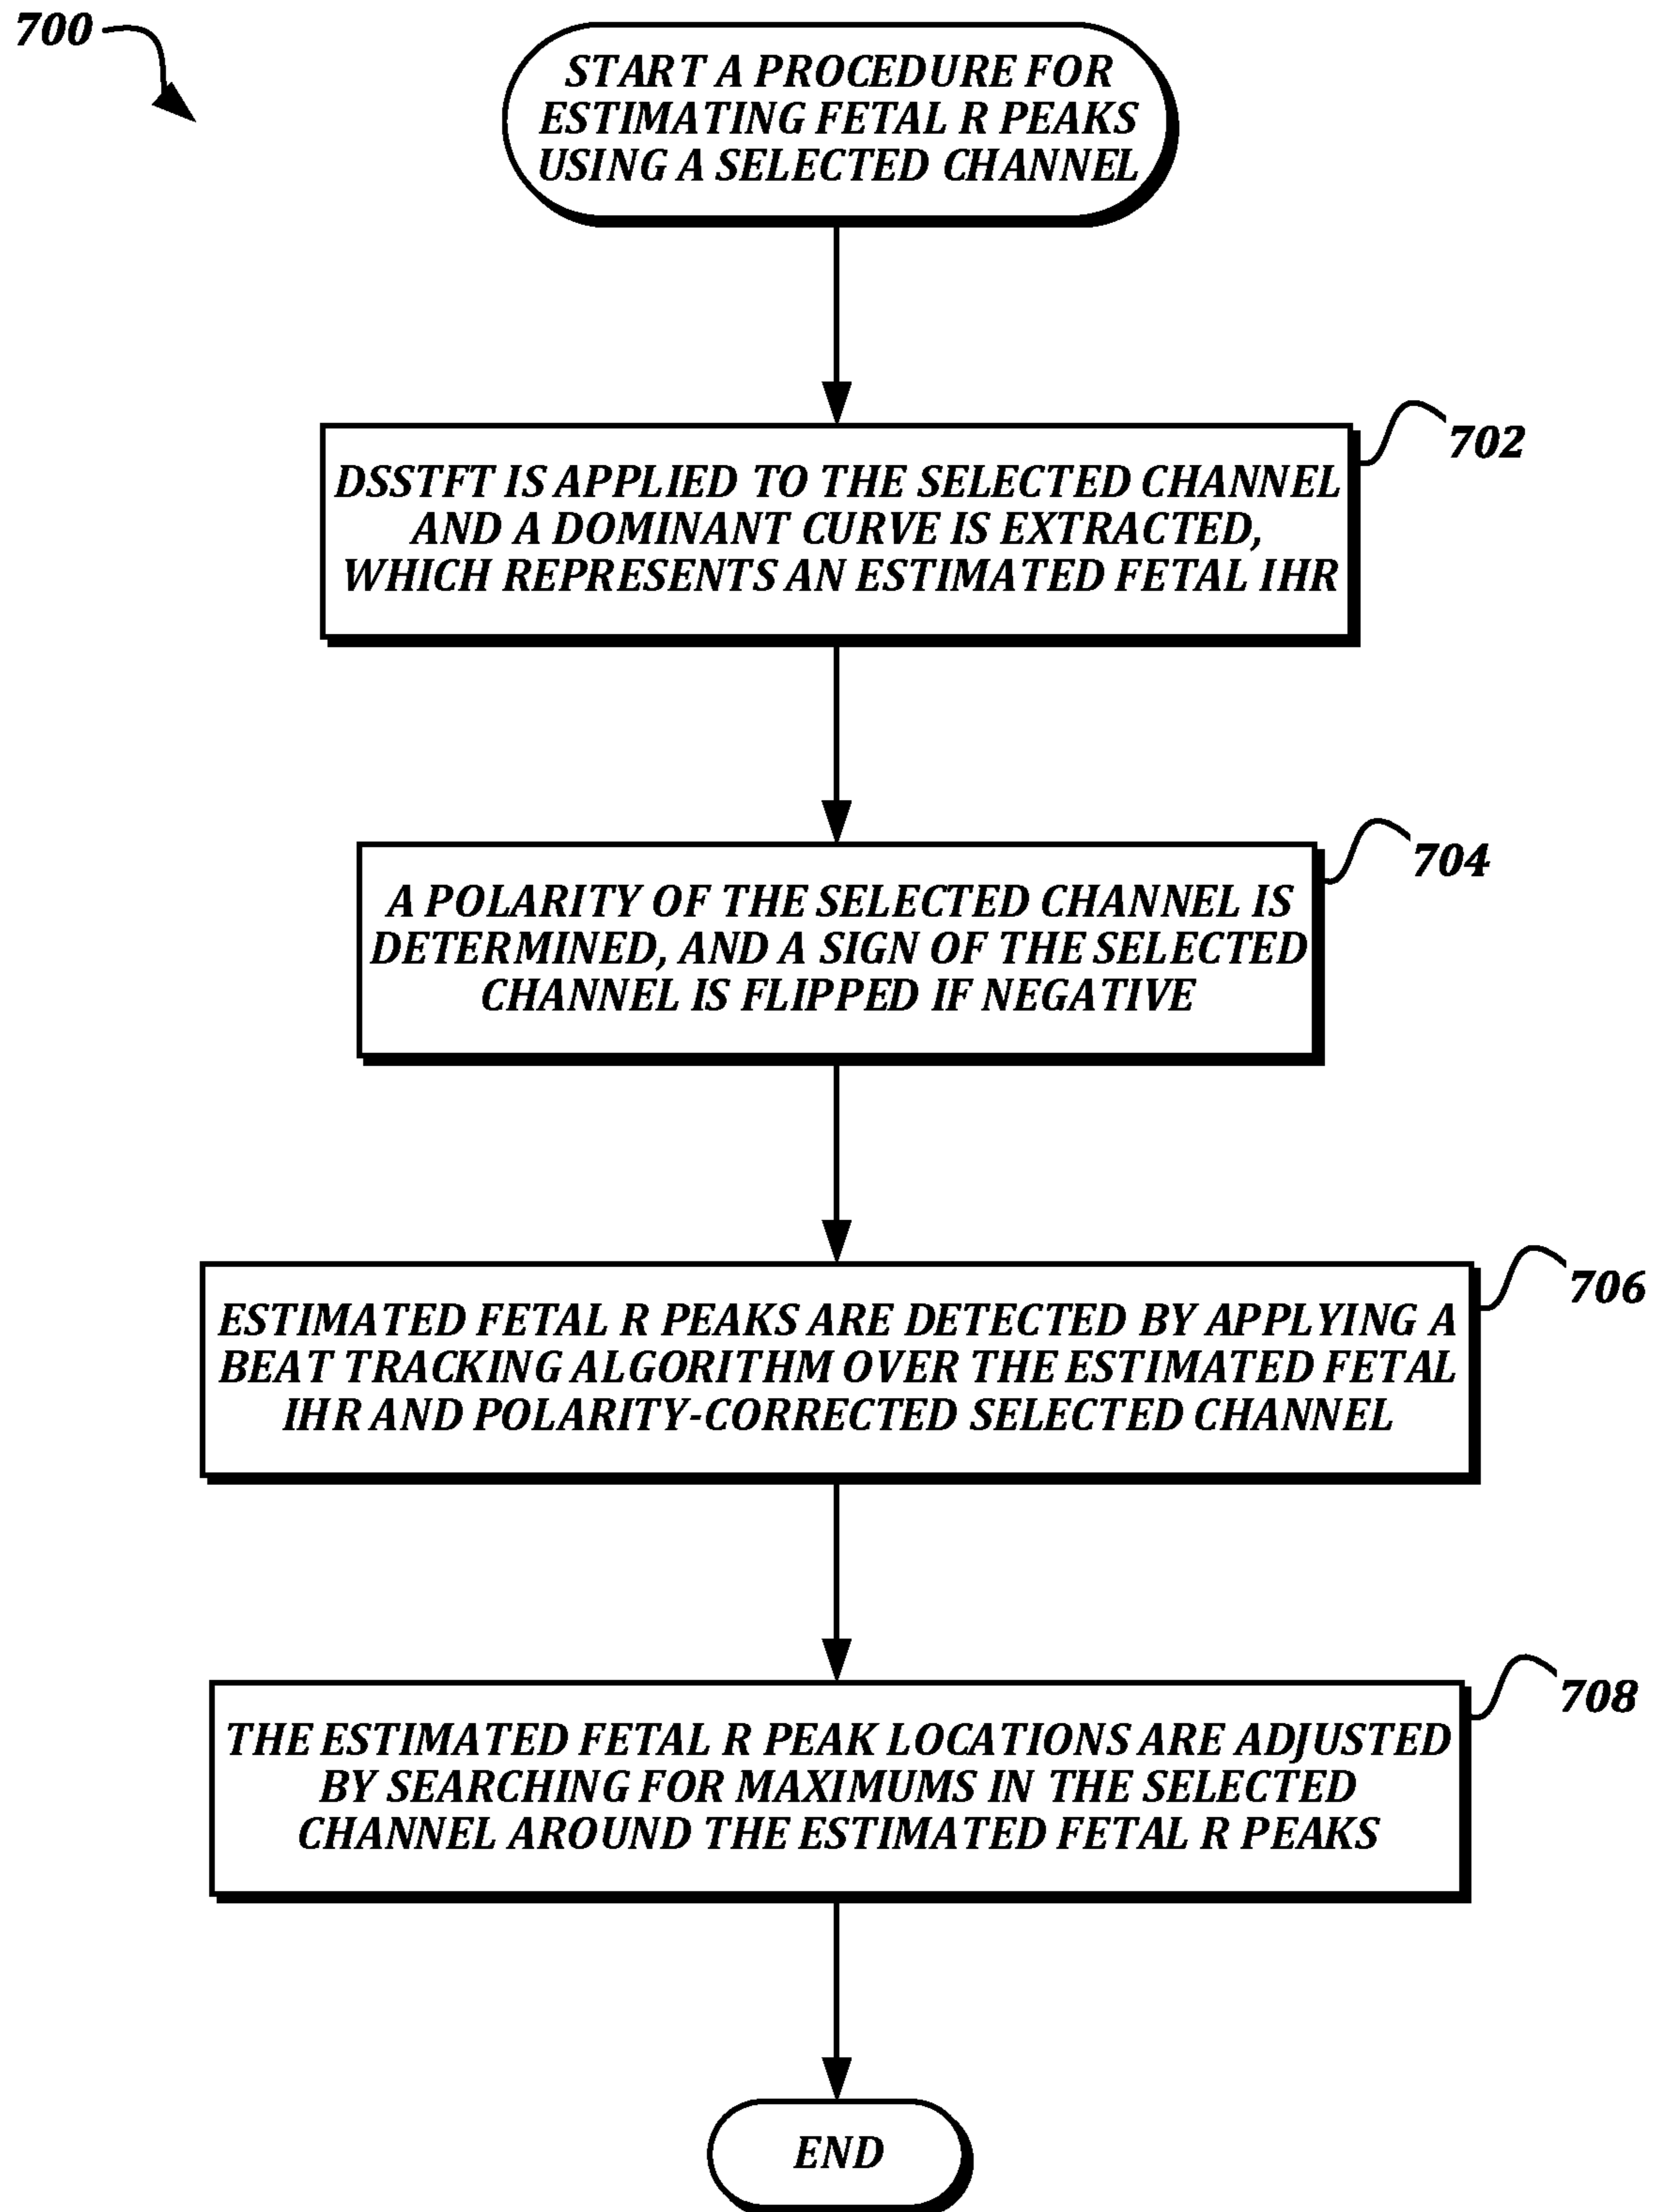 700
START A PROCEDURE FOR
ESTIMATING FETAL R PEAKS
USING A SELECTED CHANNEL
702
DSSTFT IS APPLIED TO THE SELECTED CHANNEL
AND A DOMINANT CURVE IS EXTRACTED,
WHICH REPRESENTS AN ESTIMATED FETAL IHR
704
A POLARITY OF THE SELECTED CHANNEL IS
DETERMINED, AND A SIGN OF THE SELECTED
CHANNEL IS FLIPPED IF NEGATIVE
706
ESTIMATED FETAL R PEAKS ARE DETECTED BY APPLYING A
BEAT TRACKING ALGORITHM OVER THE ESTIMATED FETAL
IHR AND POLARITY-CORRECTED SELECTED CHANNEL
708
THE ESTIMATED FETAL R PEAK LOCATIONS ARE ADJUSTED
BY SEARCHING FOR MAXIMUMS IN THE SELECTED
CHANNEL AROUND THE ESTIMATED FETAL R PEAKS
END